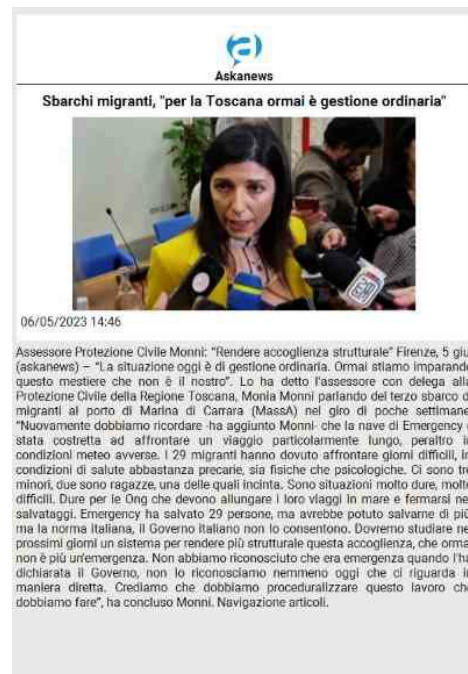 Askanews
Sbarchi migranti, "per la Toscana ormai è gestione ordinaria"
06/05/2023 14:46
Assessore Protezione Civile Monni: "Rendere accoglienza strutturale" Firenze, 5 giu
(askanews) – "La situazione oggi è di gestione ordinaria. Ormai stiamo imparando
questo mestiere che non è il nostro". Lo ha detto l'assessore con delega alla
Protezione Civile della Regione Toscana, Monia Monni parlando del terzo sbarco d
migranti al porto di Marina di Carrara (MassA) nel giro di poche settimane.
"Nuovamente dobbiamo ricordare -ha aggiunto Monni- che la nave di Emergency è
stata costretta ad affrontare un viaggio particolarmente lungo, peraltro in
condizioni meteo avverse. I 29 migranti hanno dovuto affrontare giorni difficili, in
condizioni di salute abbastanza precarie, sia fisiche che psicologiche. Ci sono tre
minori, due sono ragazze, una delle quali incinta. Sono situazioni molto dure, molto
difficili. Dure per le Ong che devono allungare i loro viaggi in mare e fermarsi nei
salvataggi. Emergency ha salvato 29 persone, ma avrebbe potuto salvarne di più,
ma la norma italiana, il Governo italiano non lo consentono. Dovremo studiare nei
prossimi giorni un sistema per rendere più strutturale questa accoglienza, che ormai
non è più un'emergenza. Non abbiamo riconosciuto che era emergenza quando l'ha
dichiarata il Governo, non lo riconosciamo nemmeno oggi che ci riguarda in
maniera diretta. Crediamo che dobbiamo proceduralizzare questo lavoro che
dobbiamo fare", ha concluso Monni. Navigazione articoli.